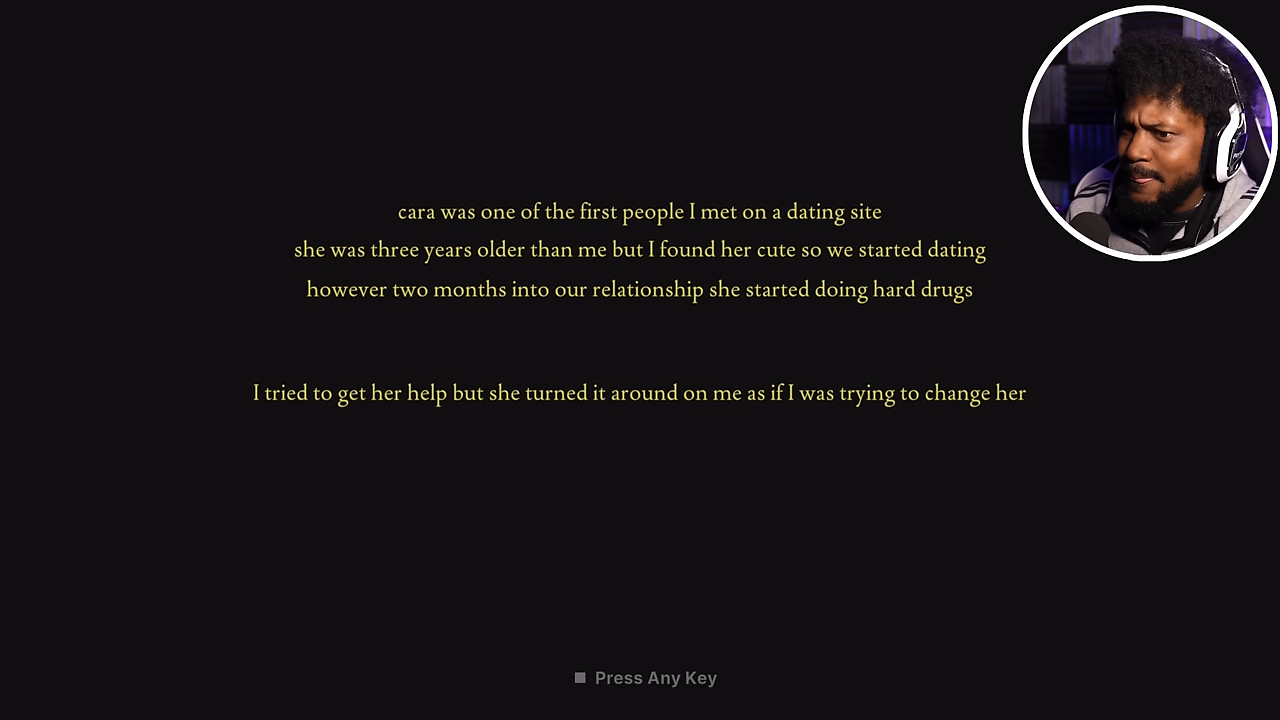 cara was one of the first people I met on a dating site
she was three years older than me but I found her cute so we started dating
however two months into our relationship she started doing hard drugs
I tried to get her help but she turned it around on me as if I was trying to change her
Press Any Key